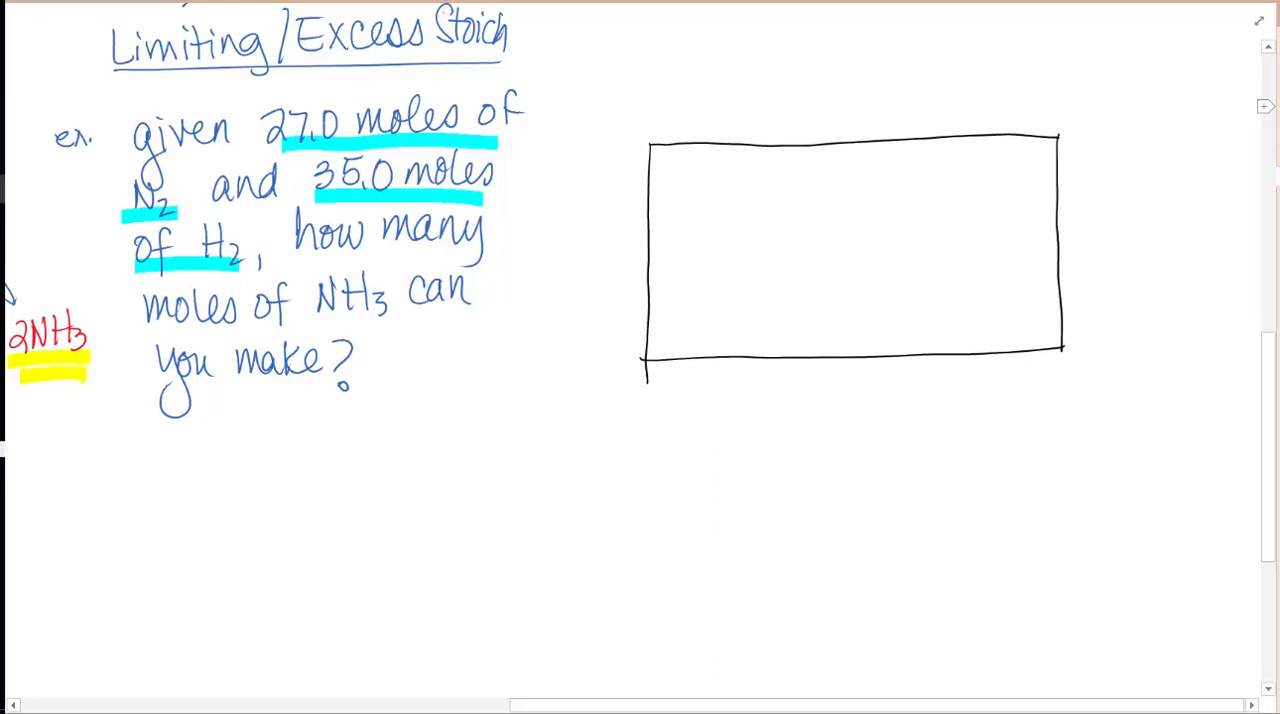 Limiting/Excess Stoich
ex. given 27.0 moles of
N2 and 35.0 moles
of H2, how many
moles of NH3 can
2NH3
you make?